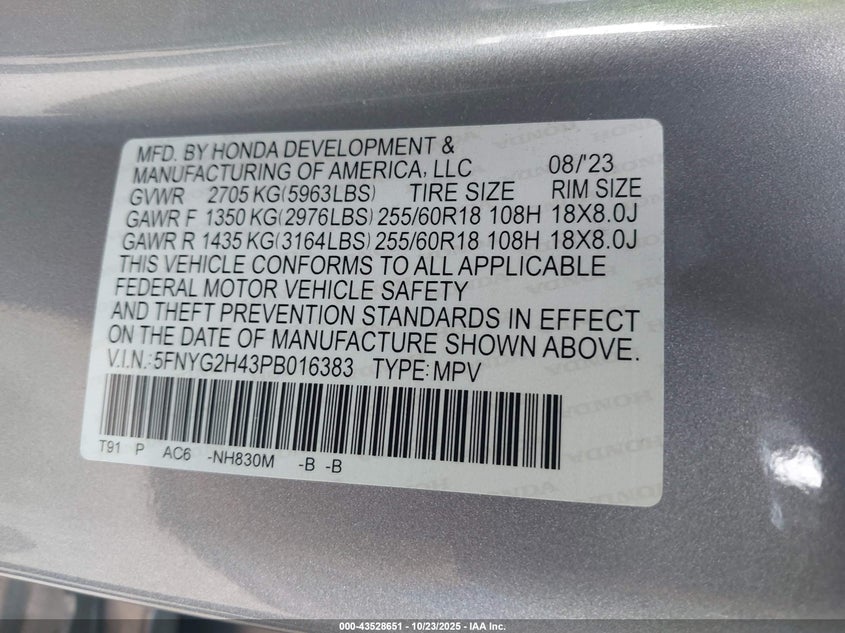 MFD. BY HONDA DEVELOPMENT &
MANUFACTURING OF AMERICA, LLC 08/'23
GVWR 2705 KG(5963LBS) TIRE SIZE RIM SIZE
GAWR F 1350 KG(2976LBS) 255/60R18 108H 18X8.0J
GAWR R 1435 KG(3164LBS) 255/60R18 108H 18X8.0J
THIS VEHICLE CONFORMS TO ALL APPLICABLE
FEDERAL MOTOR VEHICLE SAFETY
AND THEFT PREVENTION STANDARDS IN EFFECT
ON THE DATE OF MANUFACTURE SHOWN ABOVE.
V.I.N.:5FNYG2H43PB016383 TYPE:MPV
T91 P AC6 -NH830M -B -B
000-43528651 | 10/23/2025 - IAA Inc.